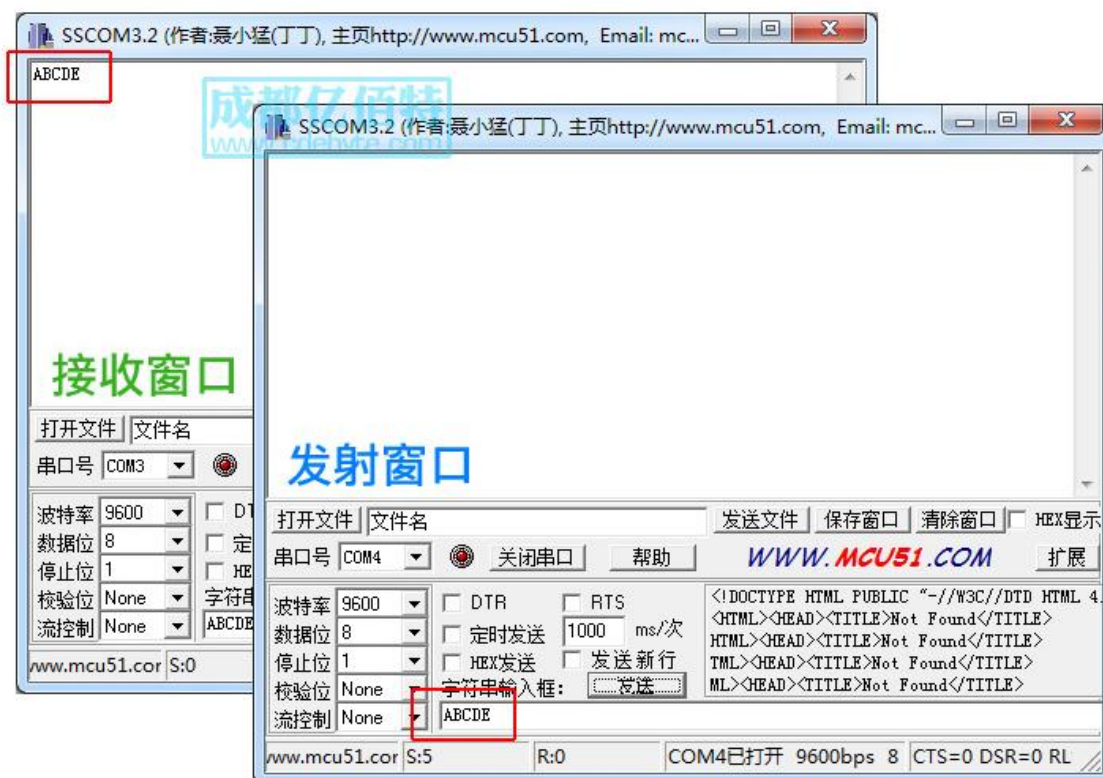 SSCOM3.2 (作者:聂小猛(丁丁), 主页http://www.mcu51.com, Email: mc...
ABCDE
成都亿佰特
www.cdebyte.com
接收窗口
打开文件 文件名
串口号 COM3
波特率 9600
数据位 8 定
停止位 1 HE
校验位 None 字符串
流控制 None ABCDE
www.mcu51.cor S:0
SSCOM3.2 (作者:聂小猛(丁丁), 主页http://www.mcu51.com, Email: mc...
发射窗口
打开文件 文件名 发送文件 保存窗口 清除窗口 HEX显示
串口号 COM4 关闭串口 帮助 WWW.MCU51.COM 扩展
波特率 9600 DTR RTS
数据位 8 定时发送 1000 ms/次
停止位 1 HEX发送 发送新行
校验位 None 字符串输入框: 发送
流控制 None ABCDE
<!DOCTYPE HTML PUBLIC "-//W3C//DTD HTML 4.
<HTML><HEAD><TITLE>Not Found</TITLE>
HTML><HEAD><TITLE>Not Found</TITLE>
TML><HEAD><TITLE>Not Found</TITLE>
ML><HEAD><TITLE>Not Found</TITLE>
www.mcu51.cor S:5 R:0 COM4已打开 9600bps 8 CTS=0 DSR=0 RL